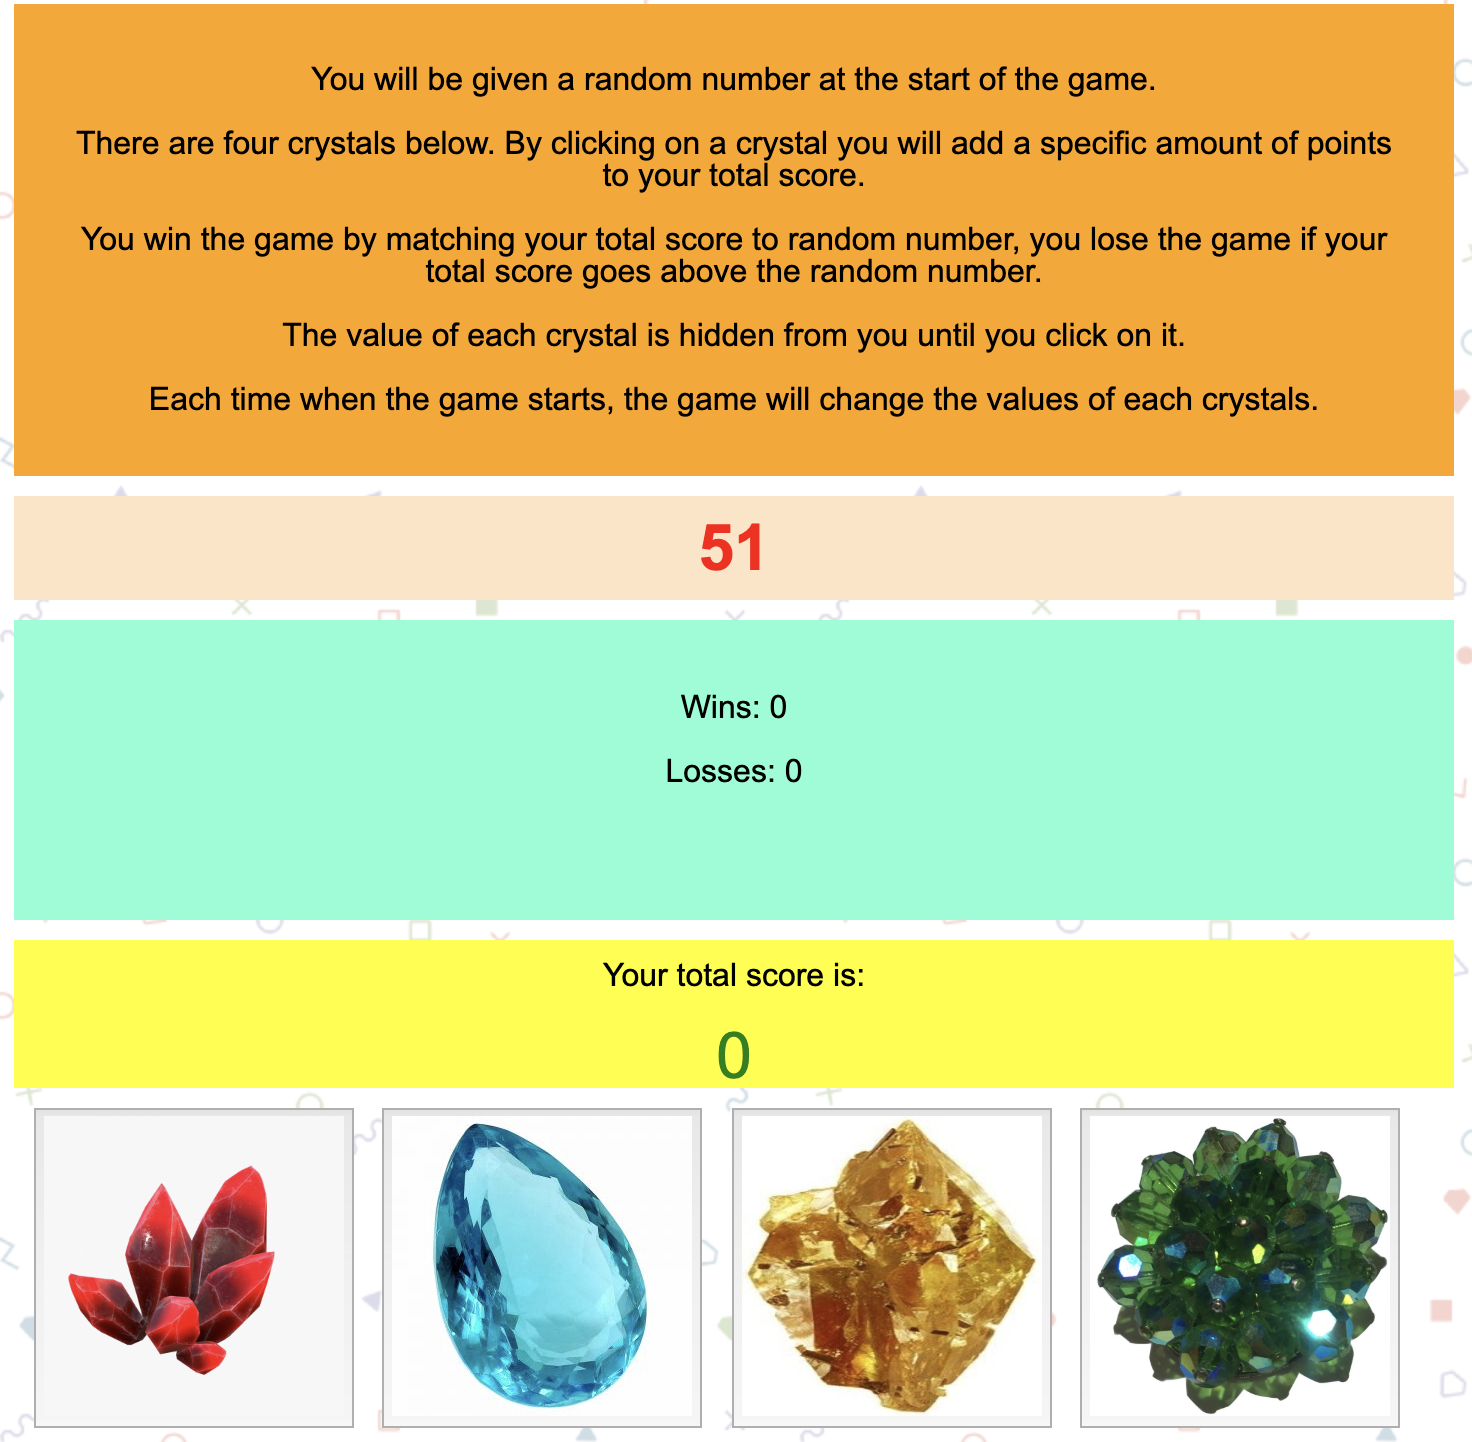 You will be given a random number at the start of the game.
There are four crystals below. By clicking on a crystal you will add a specific amount of points
to your total score.
You win the game by matching your total score to random number, you lose the game if your
total score goes above the random number.
The value of each crystal is hidden from you until you click on it.
Each time when the game starts, the game will change the values of each crystals.
51
Wins: 0
Losses: 0
Your total score is:
0